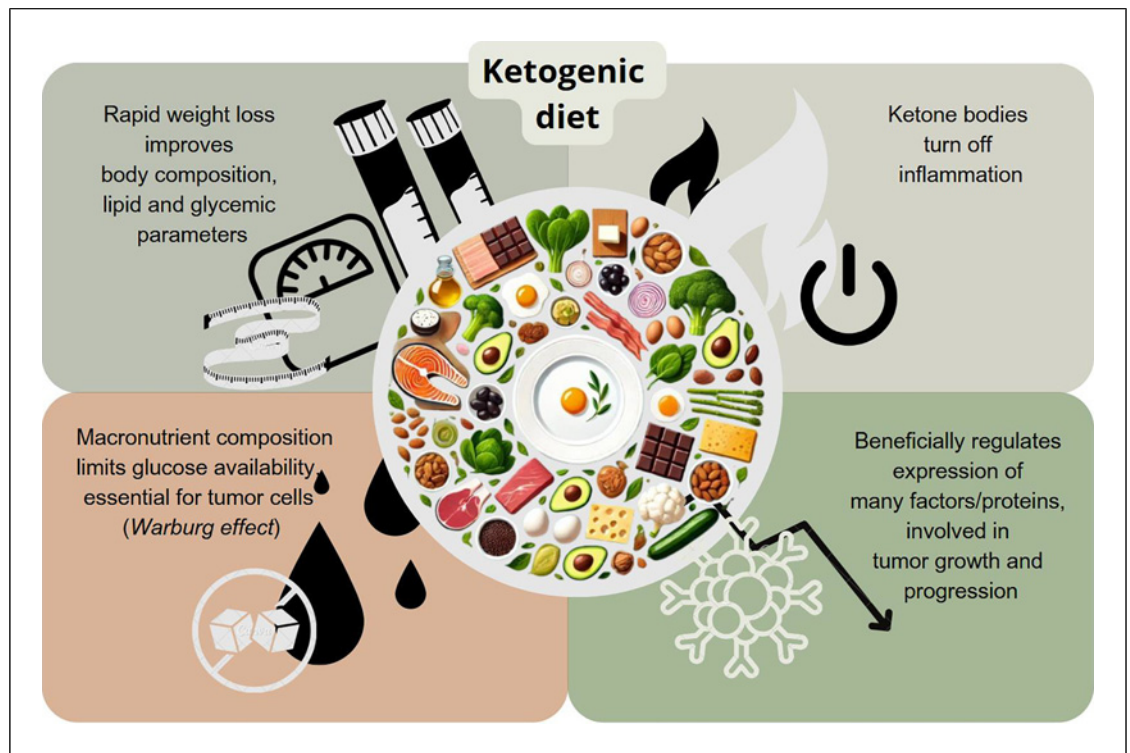 Ketogenic
diet
Rapid weight loss
improves
body composition,
lipid and glycemic
parameters
Ketone bodies
turn off
inflammation
Macronutrient composition
limits glucose availability,
essential for tumor cells
(Warburg effect)
Beneficially regulates
expression of
many factors/proteins,
involved in
tumor growth and
progression